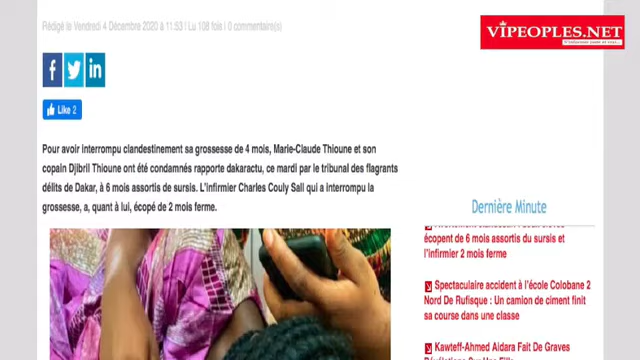 Rédigé le Vendredi 4 Décembre 2020 à 11:53 ! Lu 108 fois | 0 commentaire(s)
VIPEOPLES.NET
Like 2
Pour avoir interrompu clandestinement sa grossesse de 4 mois, Marie-Claude Thioune et son
copain Djibril Thioune ont été condamnés rapporte dakaractu, ce mardi par le tribunal des flagrants
délits de Dakar, à 6 mois assortis de sursis. L'infirmier Charles Couly Sall qui a interrompu la
grossesse, a, quant à lui, écopé de 2 mois ferme.
Dernière Minute
écopent de 6 mois assortis du sursis et
l'infirmier 2 mois ferme
Spectaculaire accident à l'école Colobane 2
Nord De Rufisque : Un camion de ciment finit
sa course dans une classe
Kawteff-Ahmed Aidara Fait De Graves